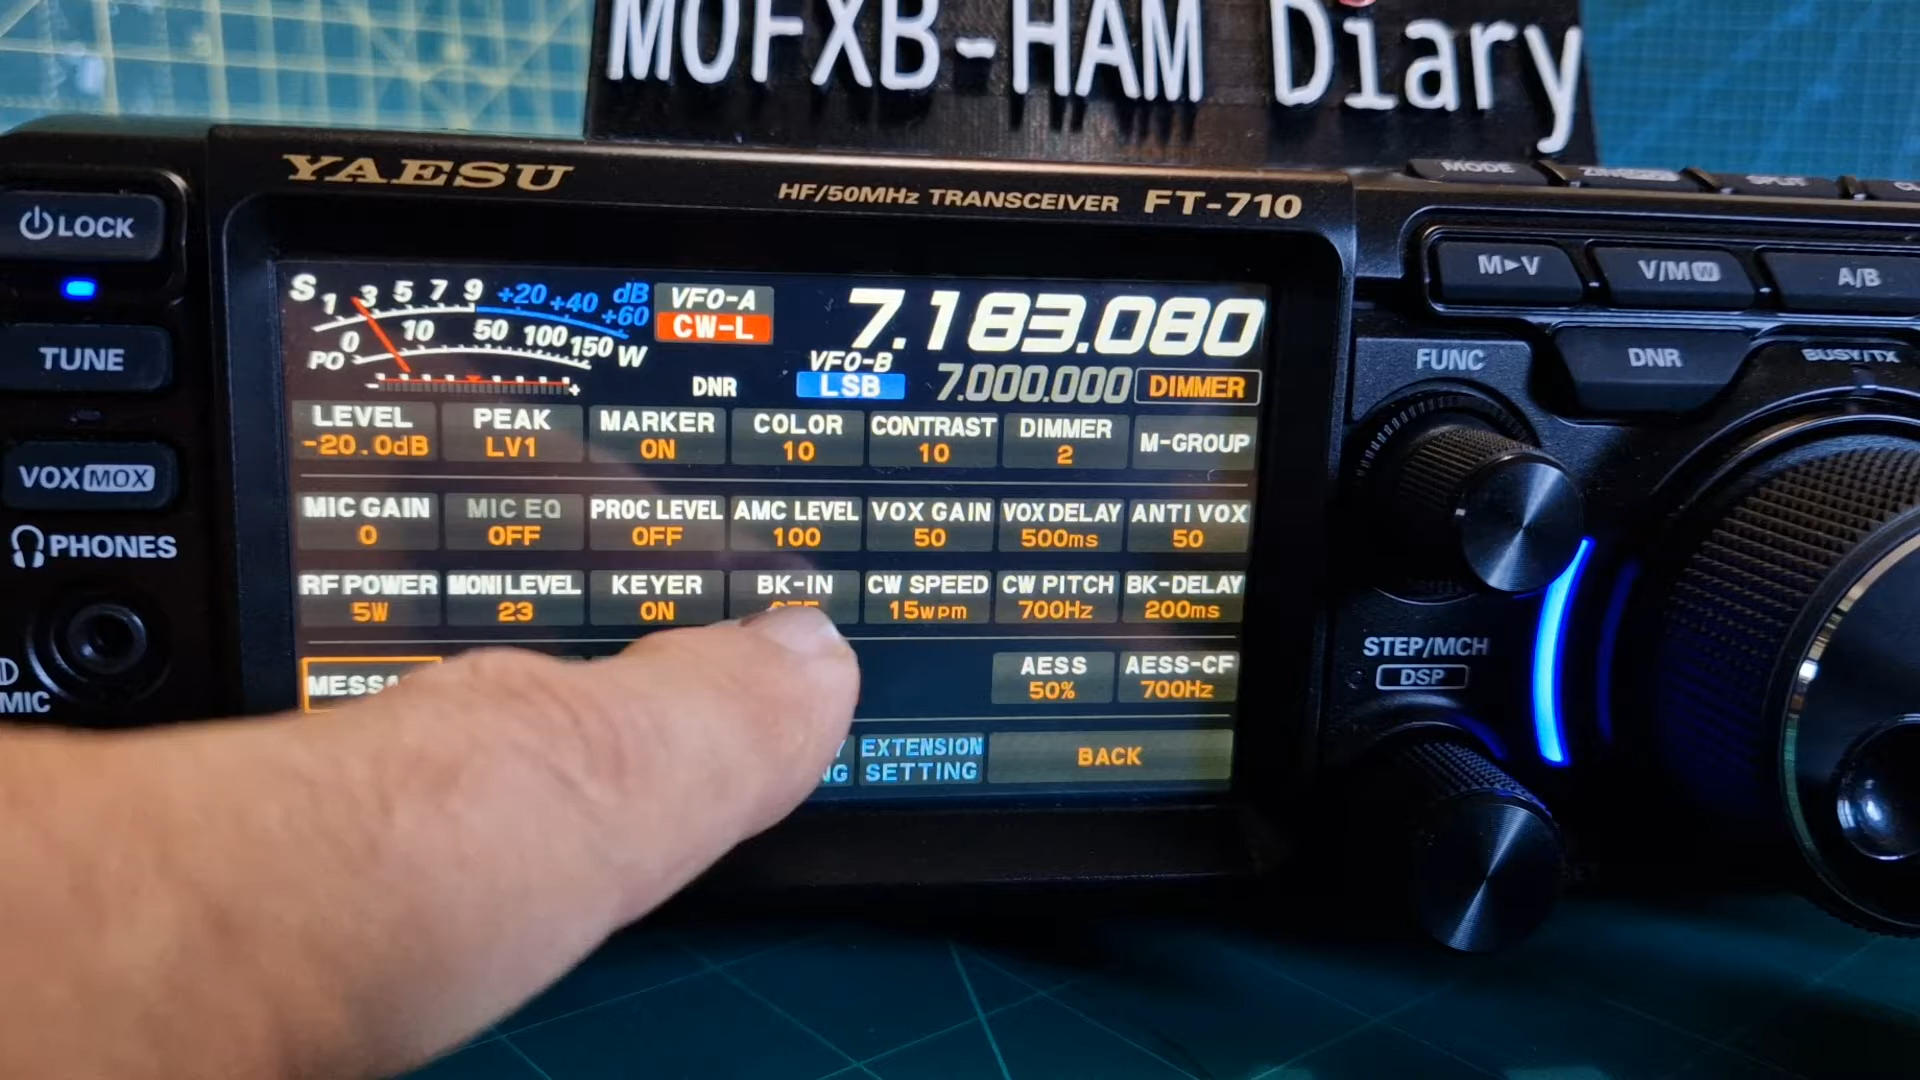 M0FXB-HAM Diary
YAESU
HF/50MHz TRANSCEIVER FT-710
MODE
SPLIT
LOCK
TUNE
VOX MOX
PHONES
MIC
S 1 3 5 7 9 +20 +40 +60 dB
PO 0 10 50 100 150 W
- +
VFO-A
CW-L
7.183.080
VFO-B
DNR
LSB
7.000.000
DIMMER
LEVEL
-20.0dB
PEAK
LV1
MARKER
ON
COLOR
10
CONTRAST
10
DIMMER
2
M-GROUP
MIC GAIN
0
MIC EQ
OFF
PROC LEVEL
OFF
AMC LEVEL
100
VOX GAIN
50
VOX DELAY
500ms
ANTI VOX
50
RF POWER
5W
MONI LEVEL
23
KEYER
ON
BK-IN
CW SPEED
15wpm
CW PITCH
700Hz
BK-DELAY
200ms
AESS
50%
AESS-CF
700Hz
EXTENSION
SETTING
BACK
M►V
V/M W
A/B
FUNC
DNR
BUSY/TX
STEP/MCH
DSP